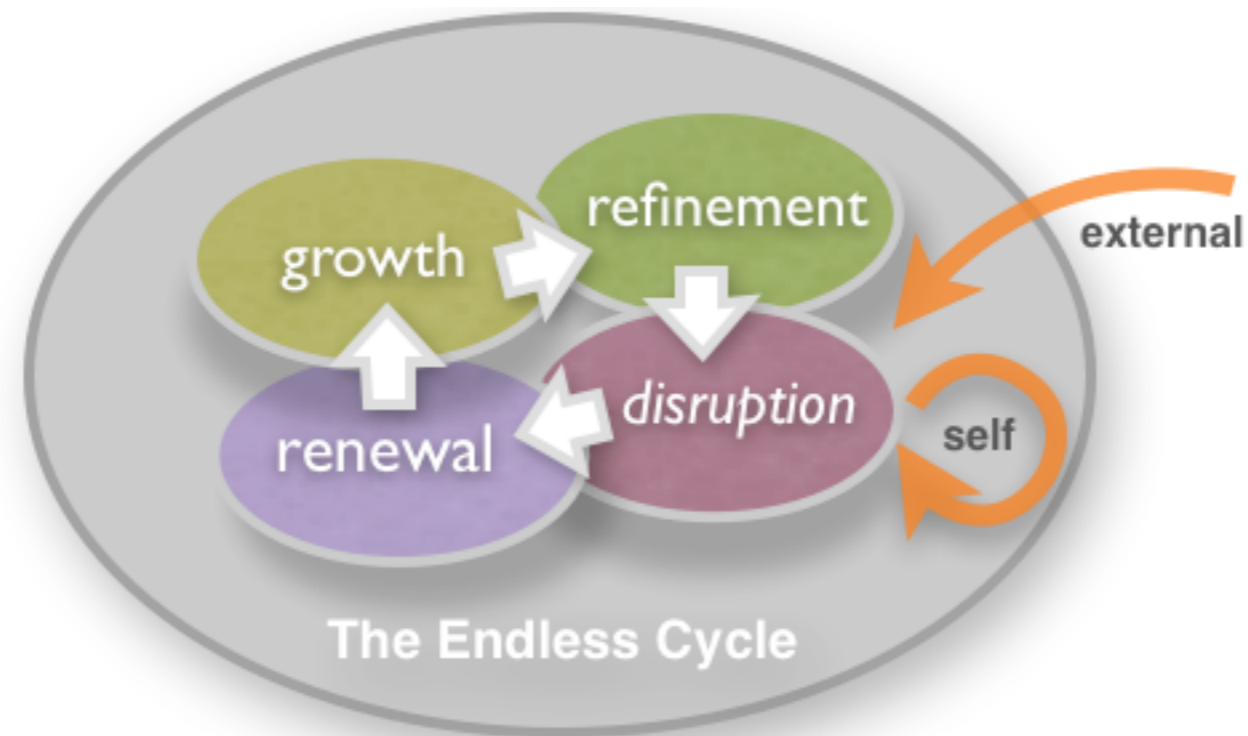 refinement
growth
external
disruption
self
renewal
The Endless Cycle